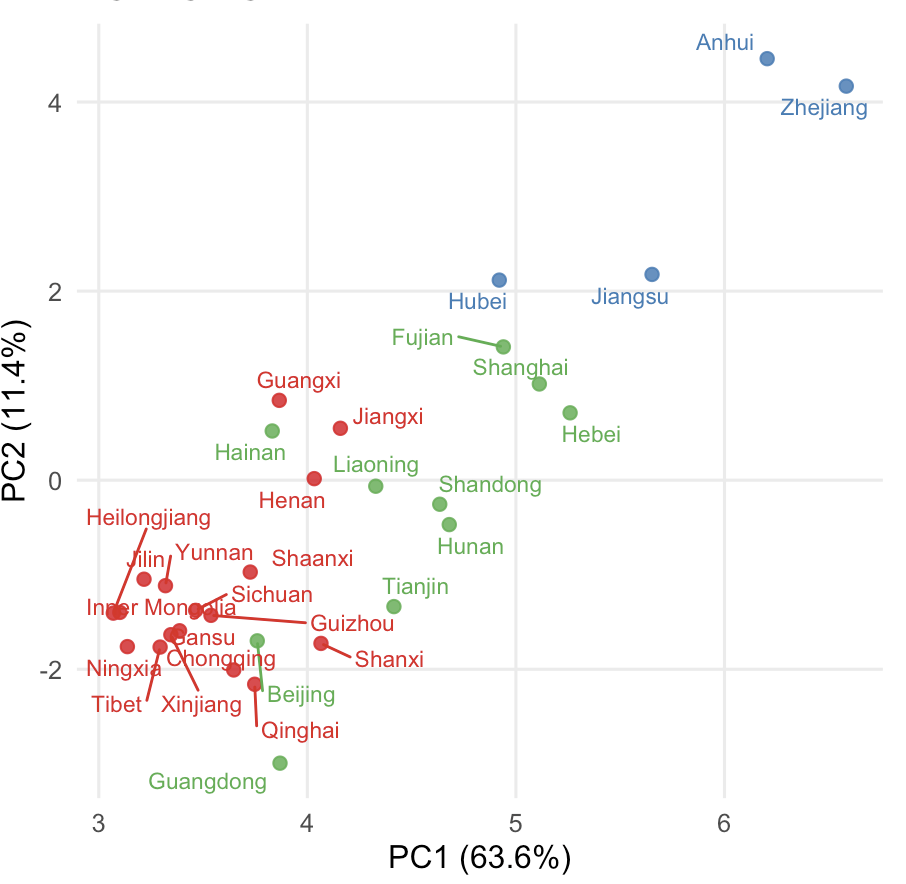 Anhui
4
Zhejiang
2
Hubei
Jiangsu
Fujian
Shanghai
Guangxi
Jiangxi
Hebei
Hainan
Liaoning
0
Shandong
Henan
Heilongjiang
Hunan
Jilin
Yunnan
Shaanxi
Tianjin
Sichuan
Inner Mongolia
Guizhou
Gansu
Chongqing
Shanxi
-2
Ningxia
Beijing
Tibet
Xinjiang
Qinghai
Guangdong
3
4
5
6
PC1 (63.6%)
PC2 (11.4%)